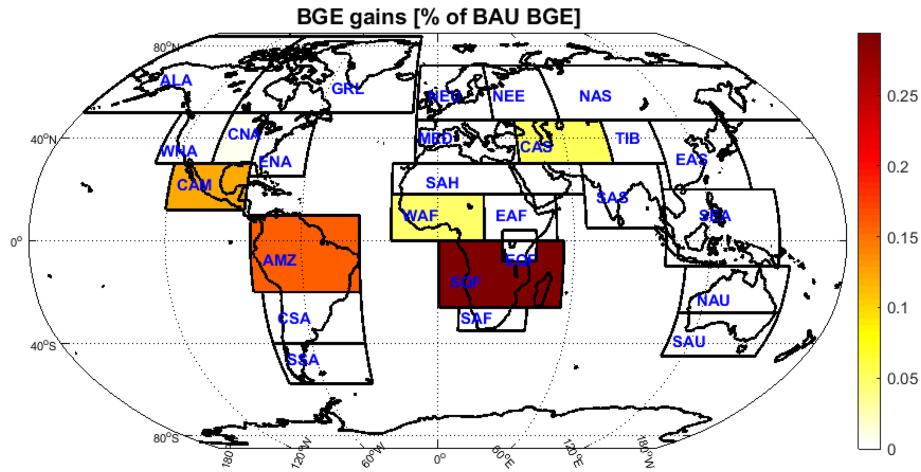 BGE gains [% of BAU BGE]
80°N
ALA
GRL
NEU
NEE
NAS
40°N
CNA
WNA
ENA
MED
CAS
TIB
EAS
CAM
SAH
SAS
WAF
EAF
SEA
0°
AMZ
EQF
SQF
NAU
CSA
SAF
SAU
40°S
SSA
80°S
180°
120°W
60°W
0°
60°E
120°E
180°W
0.25
0.2
0.15
0.1
0.05
0